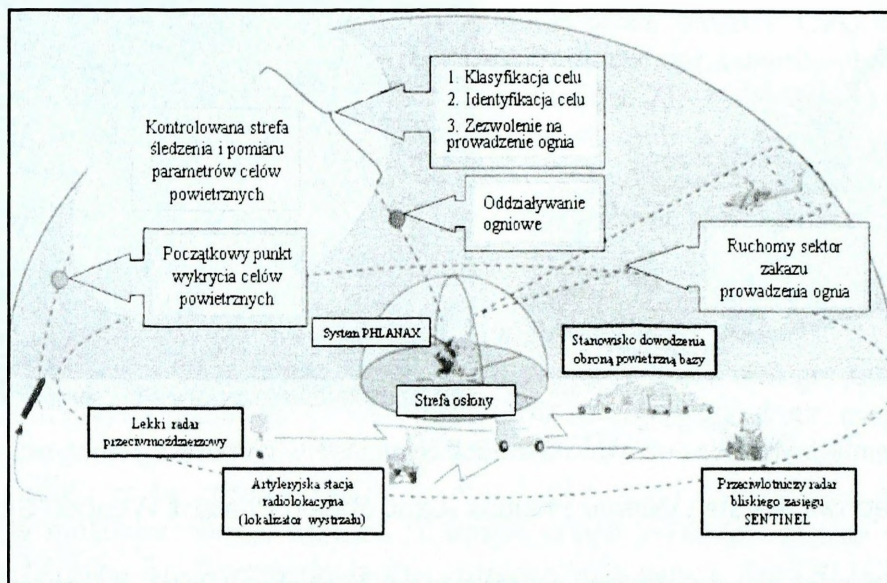 1. Klasyfikacja celu
2. Identyfikacja celu
3. Zezwolenie na
prowadzenie ognia
Kontrolowana strefa
śledzenia i pomiaru
parametrów celów
powietrznych
Oddziaływanie
ogniowe
Początkowy punkt
wykrycia celów
powietrznych
Ruchomy sektor
zakazu
prowadzenia ognia
System PHLANAX
Stanowisko dowodzenia
obroną powietrzną bazy
Strefa osłony
Lekki radar
przeciwmoździerzowy
Artyleryjska stacja
radiolokacyjna
(lokalizator wystrzału)
Przeciwlotniczy radar
bliskiego zasięgu
SENTINEL